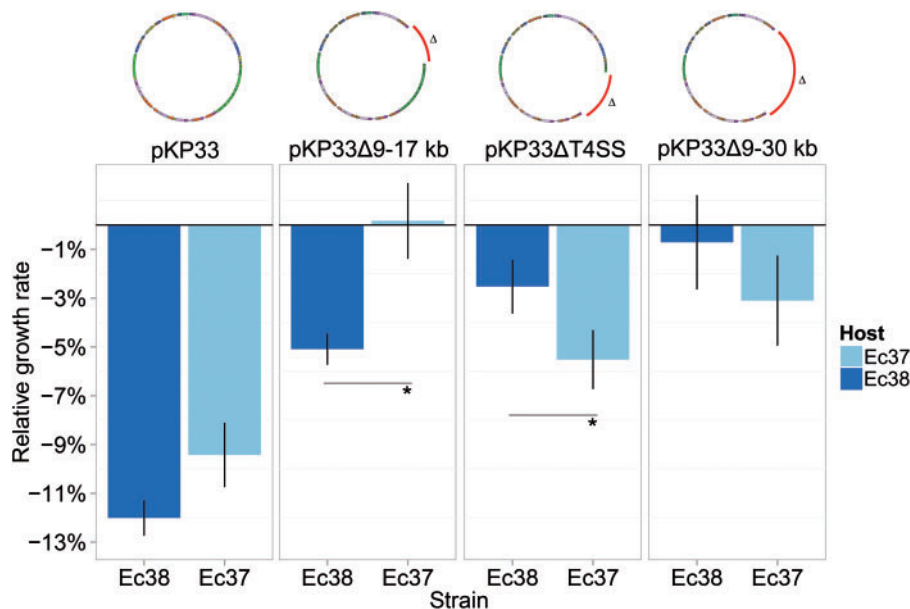 Δ
Δ
Δ
pKP33
pKP33Δ9-17 kb
pKP33ΔT4SS
pKP33Δ9-30 kb
Relative growth rate
−1%
−3%
−5%
−7%
−9%
−11%
−13%
*
*
Host
Ec37
Ec38
Ec38 Ec37 Ec38 Ec37 Ec38 Ec37 Ec38 Ec37
Strain